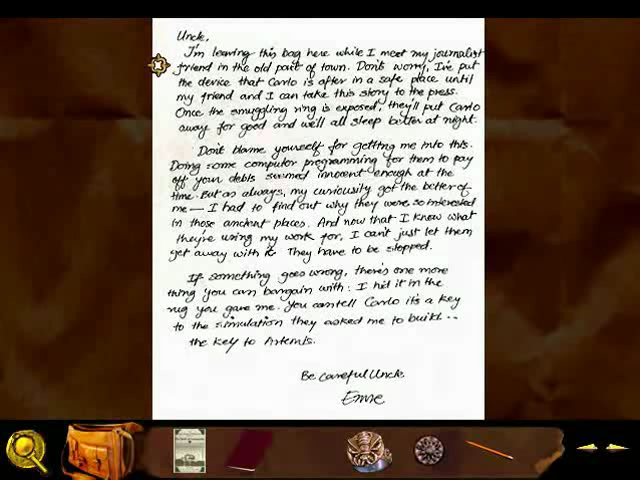 Uncle,
I'm leaving this bag here while I meet my journalist
friend in the old part of town. Don't worry, I've put
the device that Carlo is after in a safe place until
my friend and I can take this story to the press.
Once the smuggling ring is exposed, they'll put Carlo
away for good and we'll all sleep better at night.
Don't blame yourself for getting me into this.
Doing some computer programming for them to pay
off your debts seemed innocent enough at the
time. But as always, my curiousity got the better of
me — I had to find out why they were so interested
in those ancient places. And now that I know what
they're using my work for, I can't just let them
get away with it. They have to be stopped.
If something goes wrong, there's one more
thing you can bargain with: I hid it in the
rug you gave me. You can tell Carlo it's a key
to the simulation they asked me to build...
the key to Artemis.
Be careful Uncle.
Emre